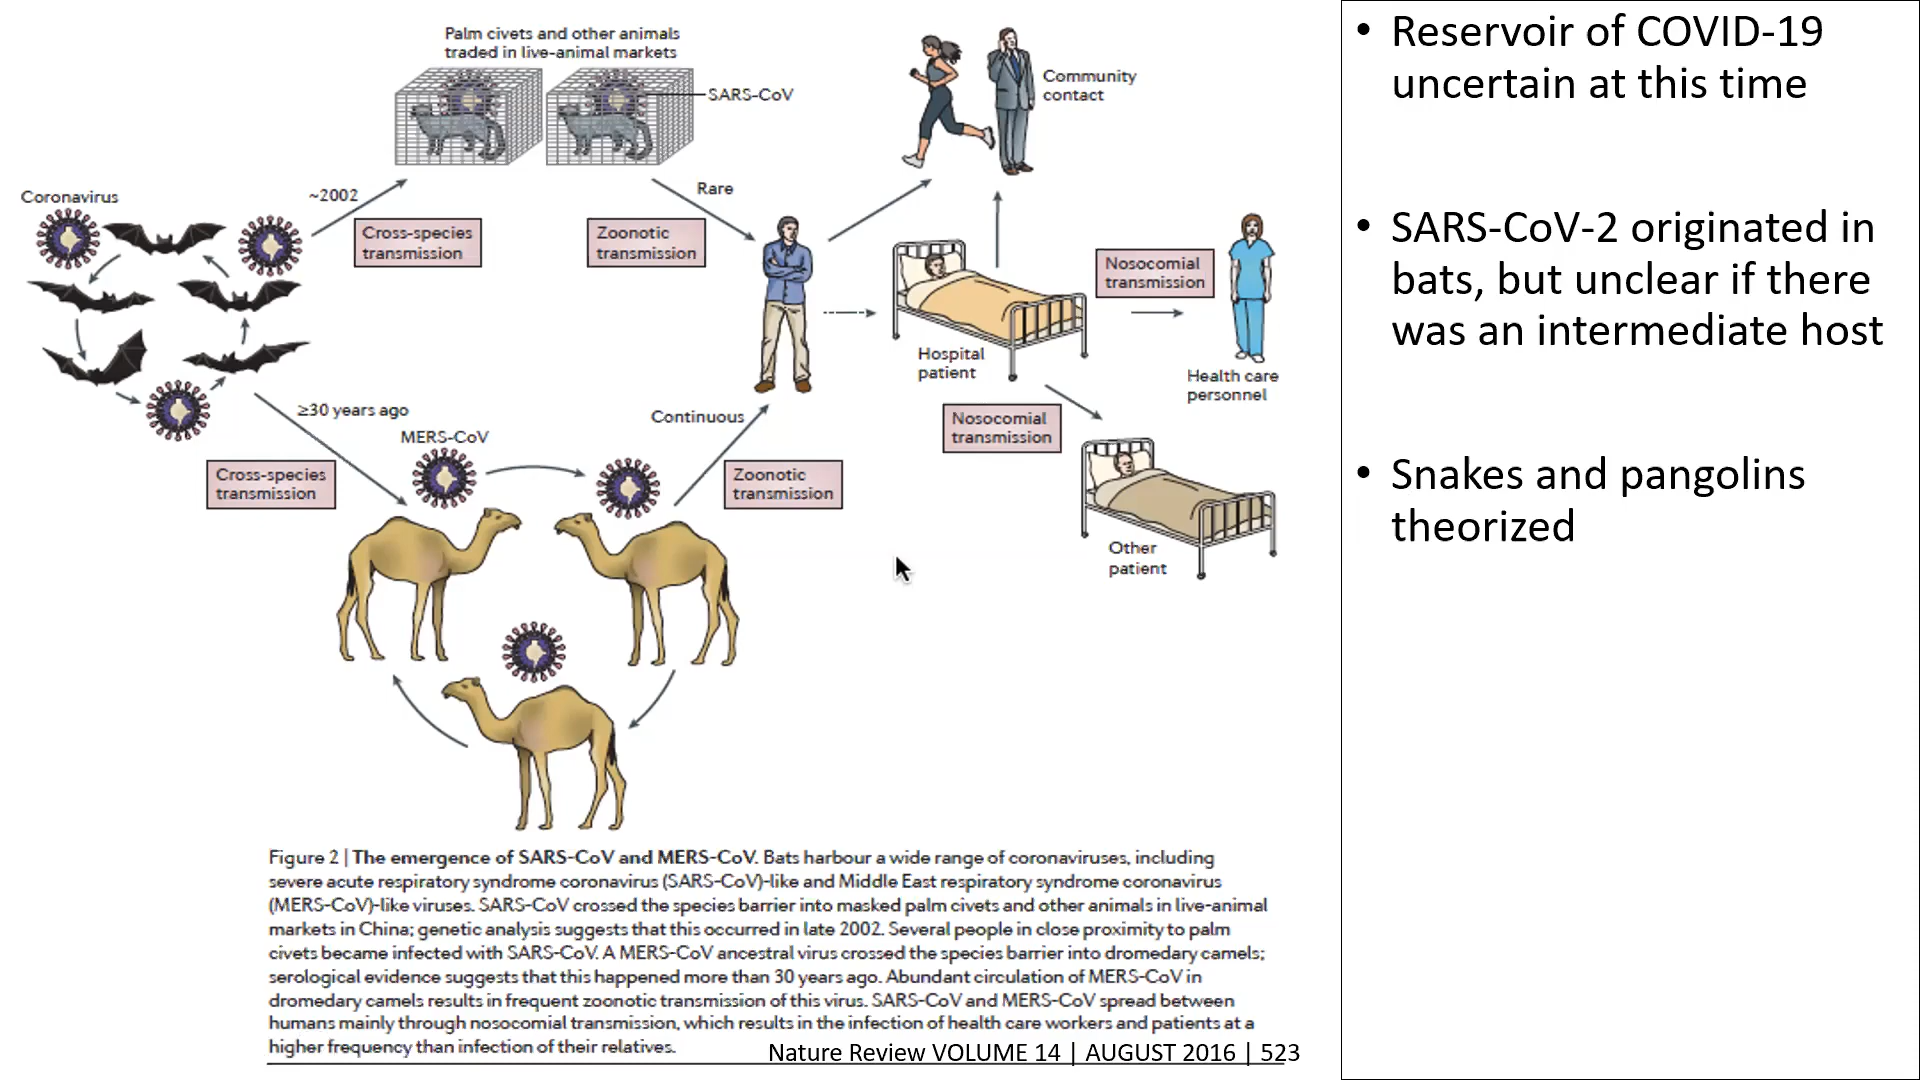 Palm civets and other animals
traded in live-animal markets
SARS-CoV
Community
contact
Coronavirus
~2002
Rare
Cross-species
transmission
Zoonotic
transmission
Nosocomial
transmission
Hospital
patient
Health care
personnel
≥30 years ago
MERS-CoV
Continuous
Nosocomial
transmission
Cross-species
transmission
Zoonotic
transmission
Other
patient
Figure 2 | The emergence of SARS-CoV and MERS-CoV. Bats harbour a wide range of coronaviruses, including
severe acute respiratory syndrome coronavirus (SARS-CoV)-like and Middle East respiratory syndrome coronavirus
(MERS-CoV)-like viruses. SARS-CoV crossed the species barrier into masked palm civets and other animals in live-animal
markets in China; genetic analysis suggests that this occurred in late 2002. Several people in close proximity to palm
civets became infected with SARS-CoV. A MERS-CoV ancestral virus crossed the species barrier into dromedary camels;
serological evidence suggests that this happened more than 30 years ago. Abundant circulation of MERS-CoV in
dromedary camels results in frequent zoonotic transmission of this virus. SARS-CoV and MERS-CoV spread between
humans mainly through nosocomial transmission, which results in the infection of health care workers and patients at a
higher frequency than infection of their relatives.
Nature Review VOLUME 14 | AUGUST 2016 | 523
• Reservoir of COVID-19
uncertain at this time
• SARS-CoV-2 originated in
bats, but unclear if there
was an intermediate host
• Snakes and pangolins
theorized